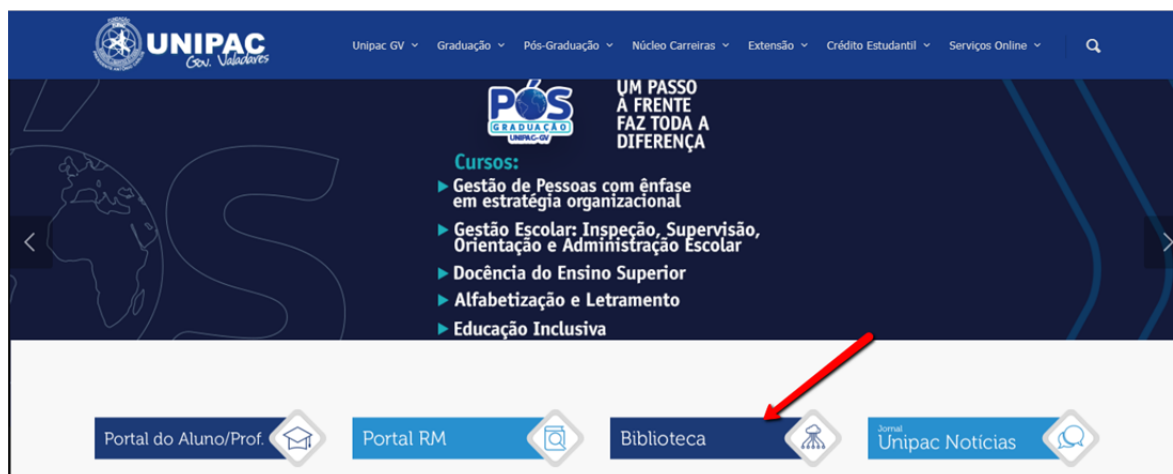 UNIPAC
Gov. Valadares
Unipac GV
Graduação
Pós-Graduação
Núcleo Carreiras
Extensão
Crédito Estudantil
Serviços Online
PÓS
GRADUAÇÃO
UNIPAC-GV
UM PASSO
À FRENTE
FAZ TODA A
DIFERENÇA
Cursos:
Gestão de Pessoas com ênfase
em estratégia organizacional
Gestão Escolar: Inspeção, Supervisão,
Orientação e Administração Escolar
Docência do Ensino Superior
Alfabetização e Letramento
Educação Inclusiva
Portal do Aluno/Prof.
Portal RM
Biblioteca
Jornal
Unipac Notícias